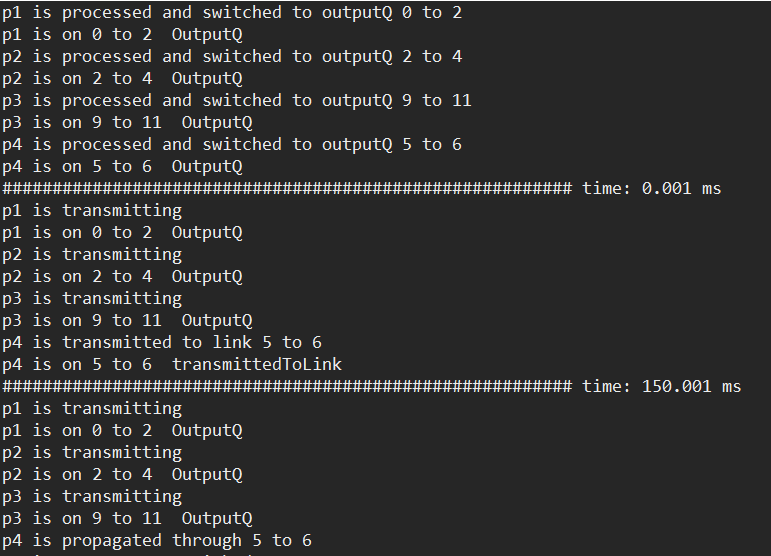 p1 is processed and switched to outputQ 0 to 2
p1 is on 0 to 2  OutputQ
p2 is processed and switched to outputQ 2 to 4
p2 is on 2 to 4  OutputQ
p3 is processed and switched to outputQ 9 to 11
p3 is on 9 to 11  OutputQ
p4 is processed and switched to outputQ 5 to 6
p4 is on 5 to 6  OutputQ
######################################################### time: 0.001 ms
p1 is transmitting
p1 is on 0 to 2  OutputQ
p2 is transmitting
p2 is on 2 to 4  OutputQ
p3 is transmitting
p3 is on 9 to 11  OutputQ
p4 is transmitted to link 5 to 6
p4 is on 5 to 6  transmittedToLink
######################################################### time: 150.001 ms
p1 is transmitting
p1 is on 0 to 2  OutputQ
p2 is transmitting
p2 is on 2 to 4  OutputQ
p3 is transmitting
p3 is on 9 to 11  OutputQ
p4 is propagated through 5 to 6